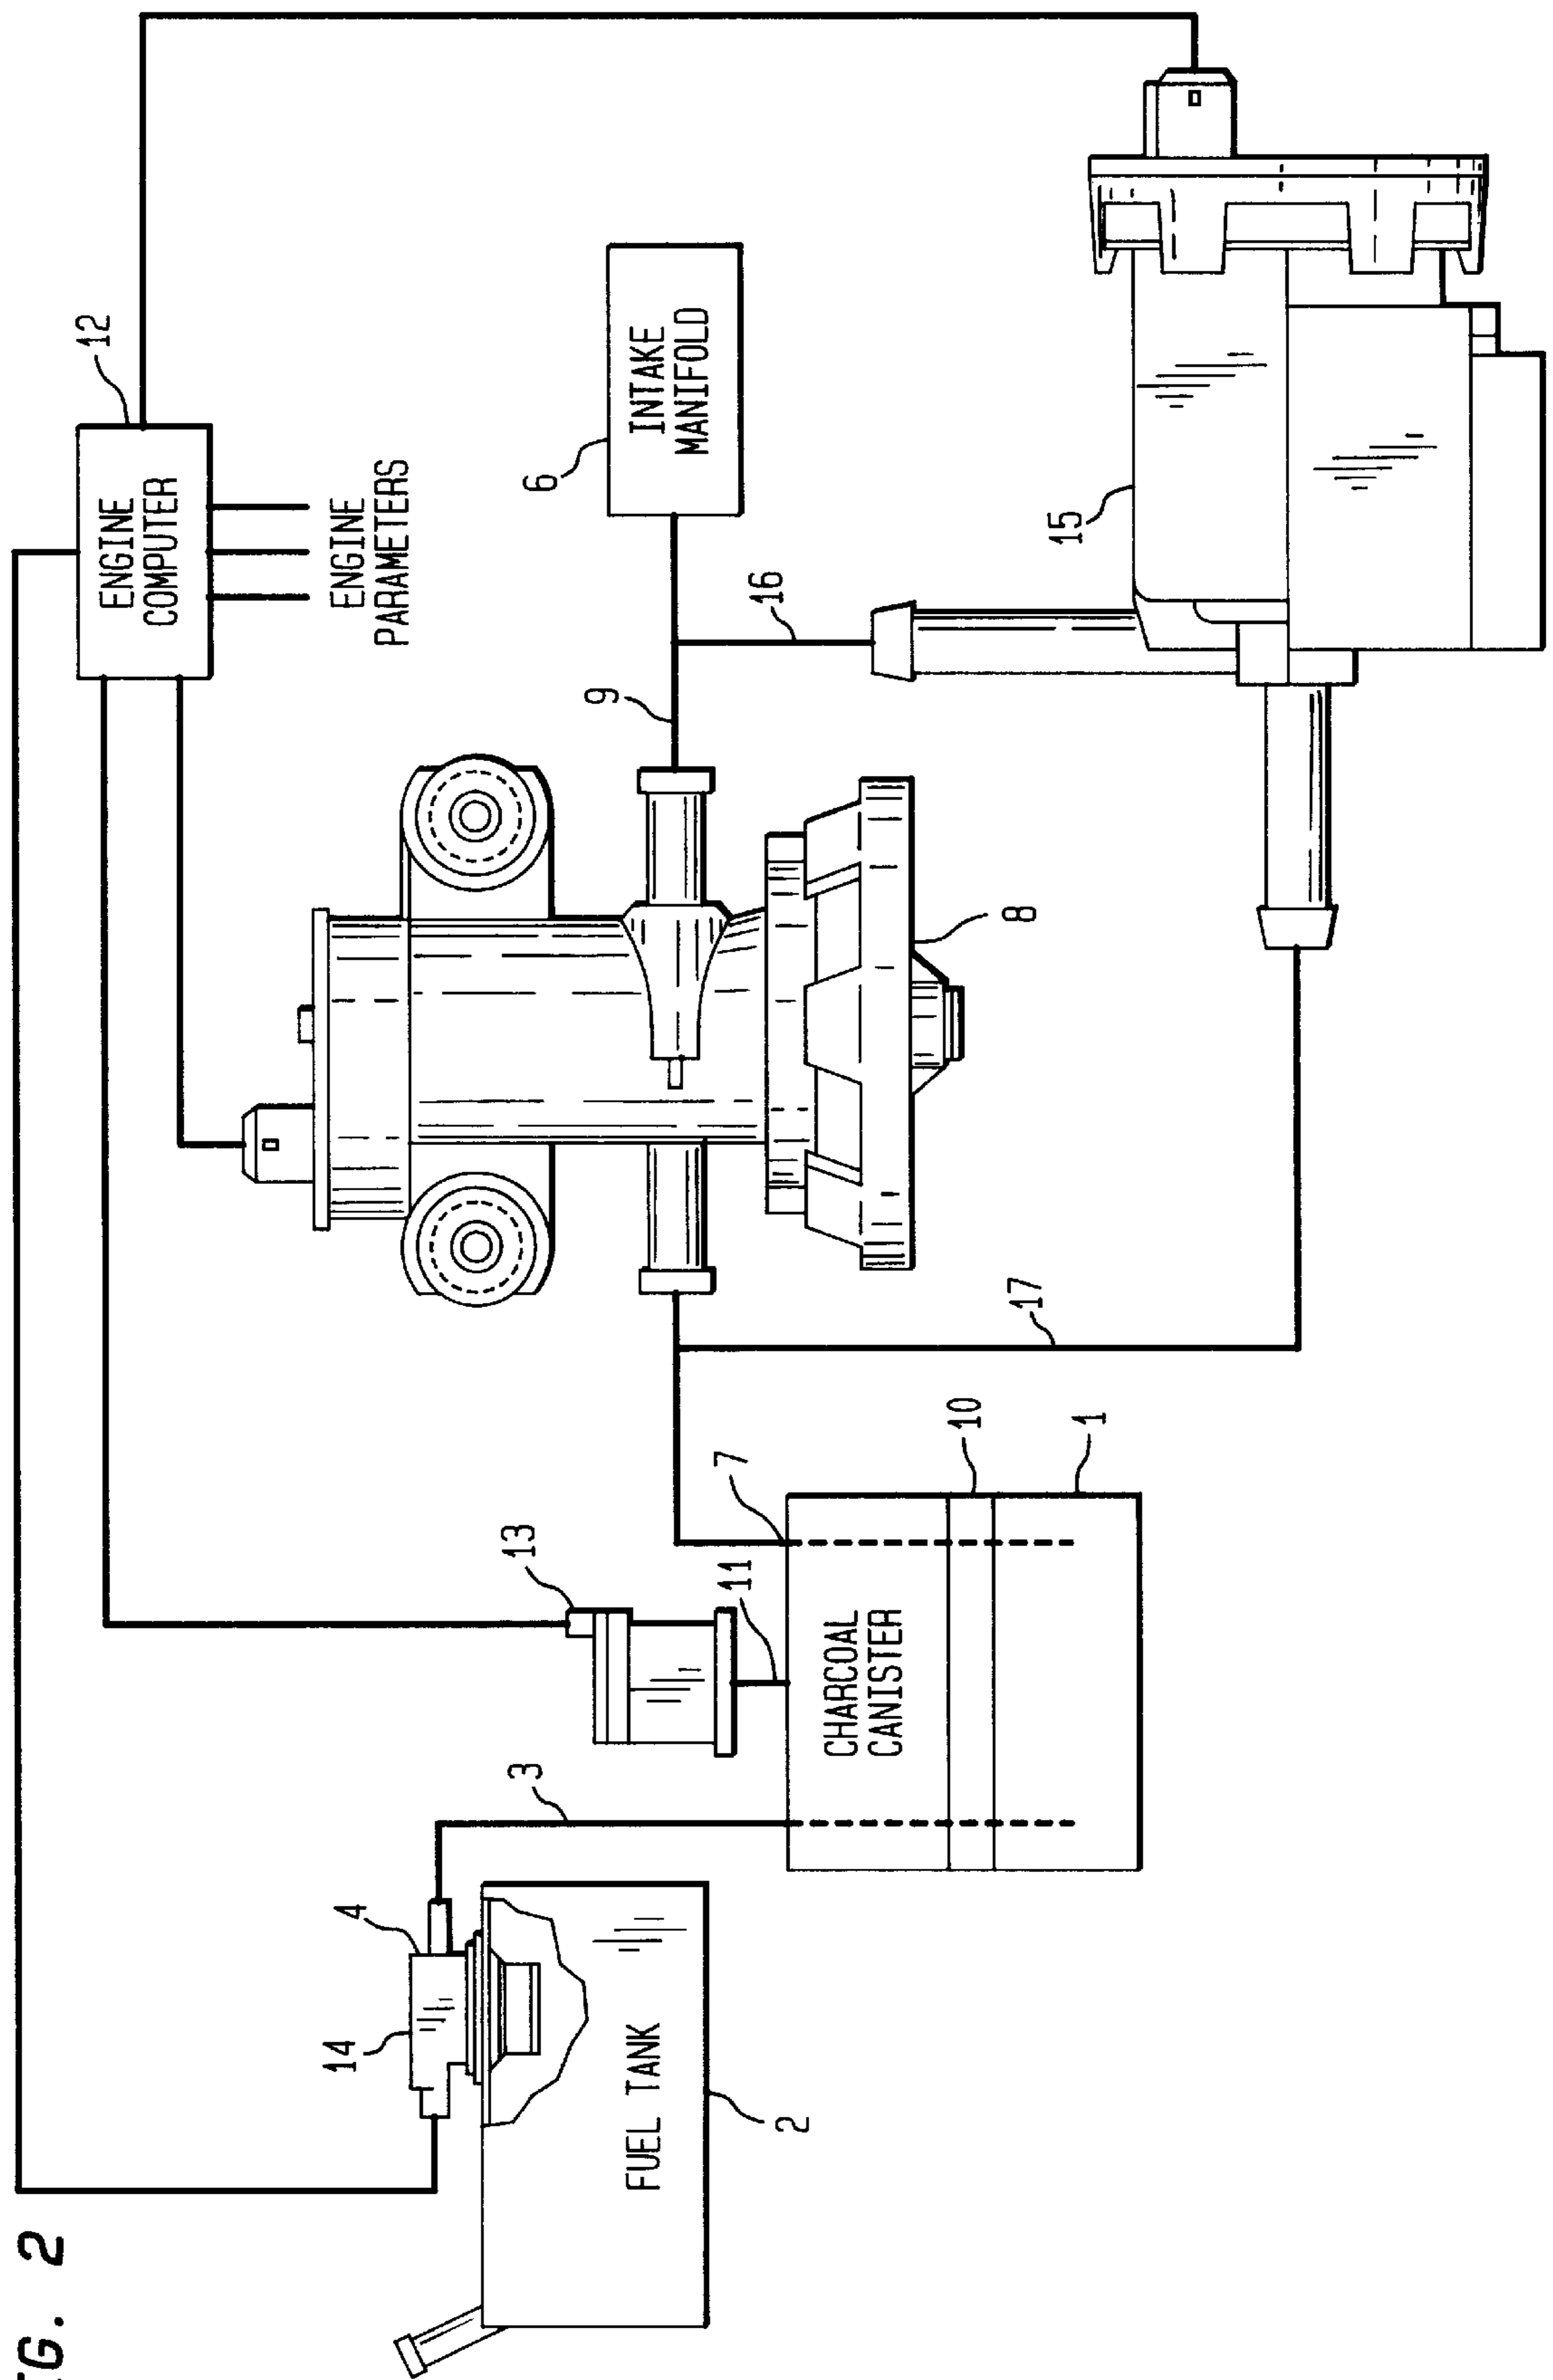 IG. 2
12
ENGINE
COMPUTER
ENGINE
PARAMETERS
6
INTAKE
MANIFOLD
9
16
15
8
17
13
11
7
10
1
CHARCOAL
CANISTER
3
4
14
FUEL TANK
2